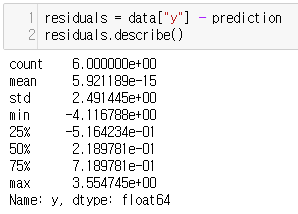 1 residuals = data["y"] - prediction
2 residuals.describe()
count 6.000000e+00
mean 5.921189e-15
std 2.491445e+00
min -4.116788e+00
25% -5.164234e-01
50% 2.189781e-01
75% 7.189781e-01
max 3.554745e+00
Name: y, dtype: float64